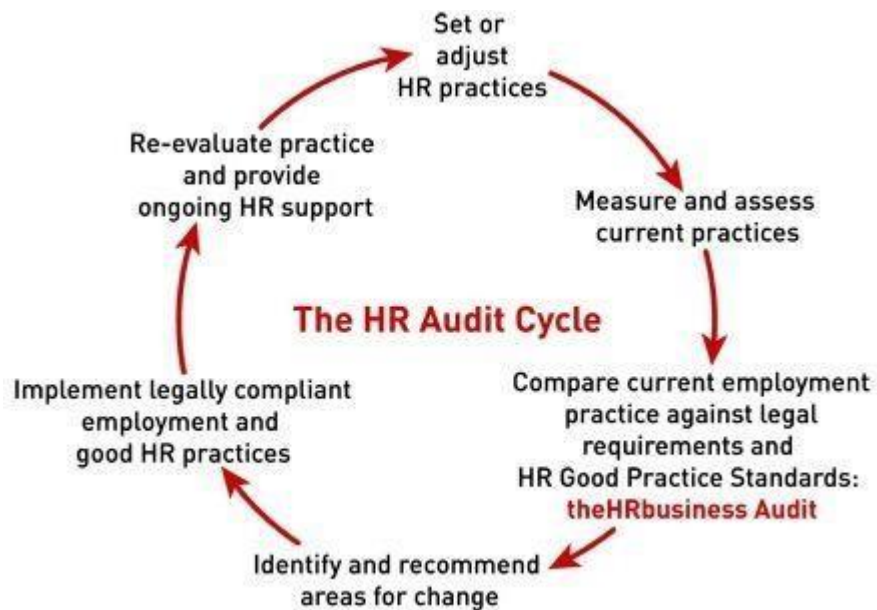 Set or
adjust
HR practices
Measure and assess
current practices
Compare current employment
practice against legal
requirements and
HR Good Practice Standards:
theHRbusiness Audit
Identify and recommend
areas for change
Implement legally compliant
employment and
good HR practices
Re-evaluate practice
and provide
ongoing HR support
The HR Audit Cycle